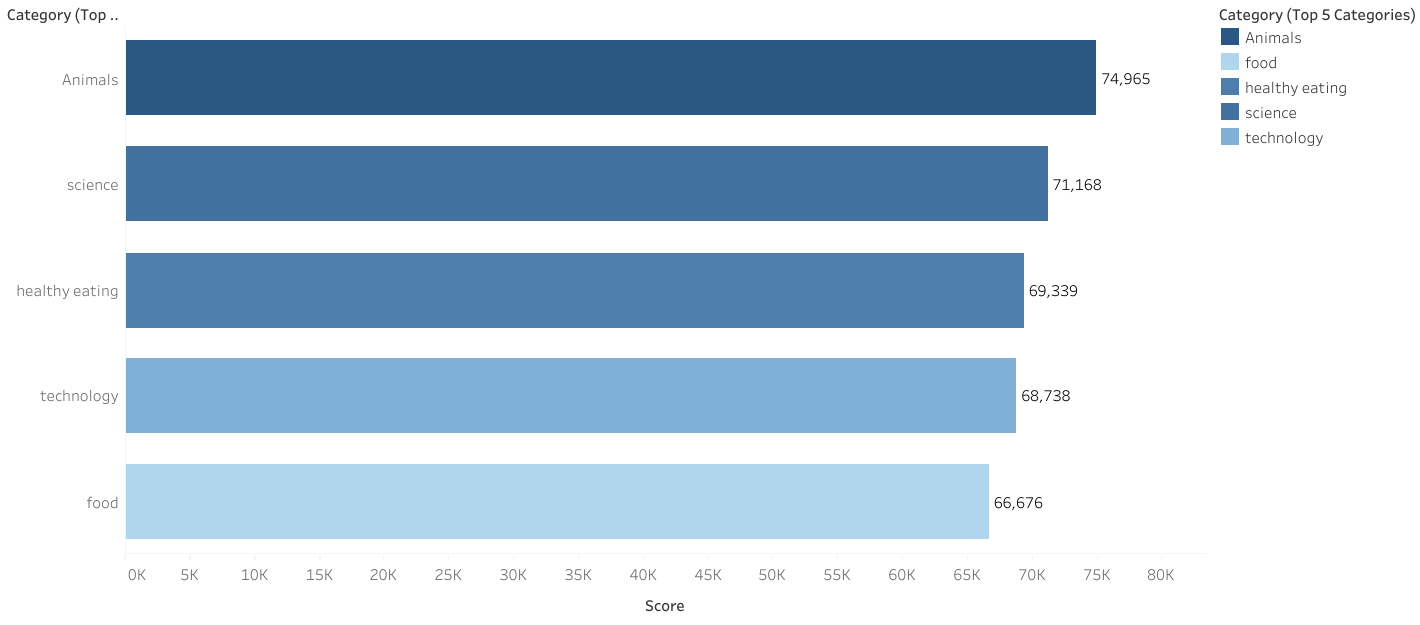 Category (Top ..
Animals
74,965
science
71,168
healthy eating
69,339
technology
68,738
food
66,676
0K 5K 10K 15K 20K 25K 30K 35K 40K 45K 50K 55K 60K 65K 70K 75K 80K
Score
Category (Top 5 Categories)
Animals
food
healthy eating
science
technology